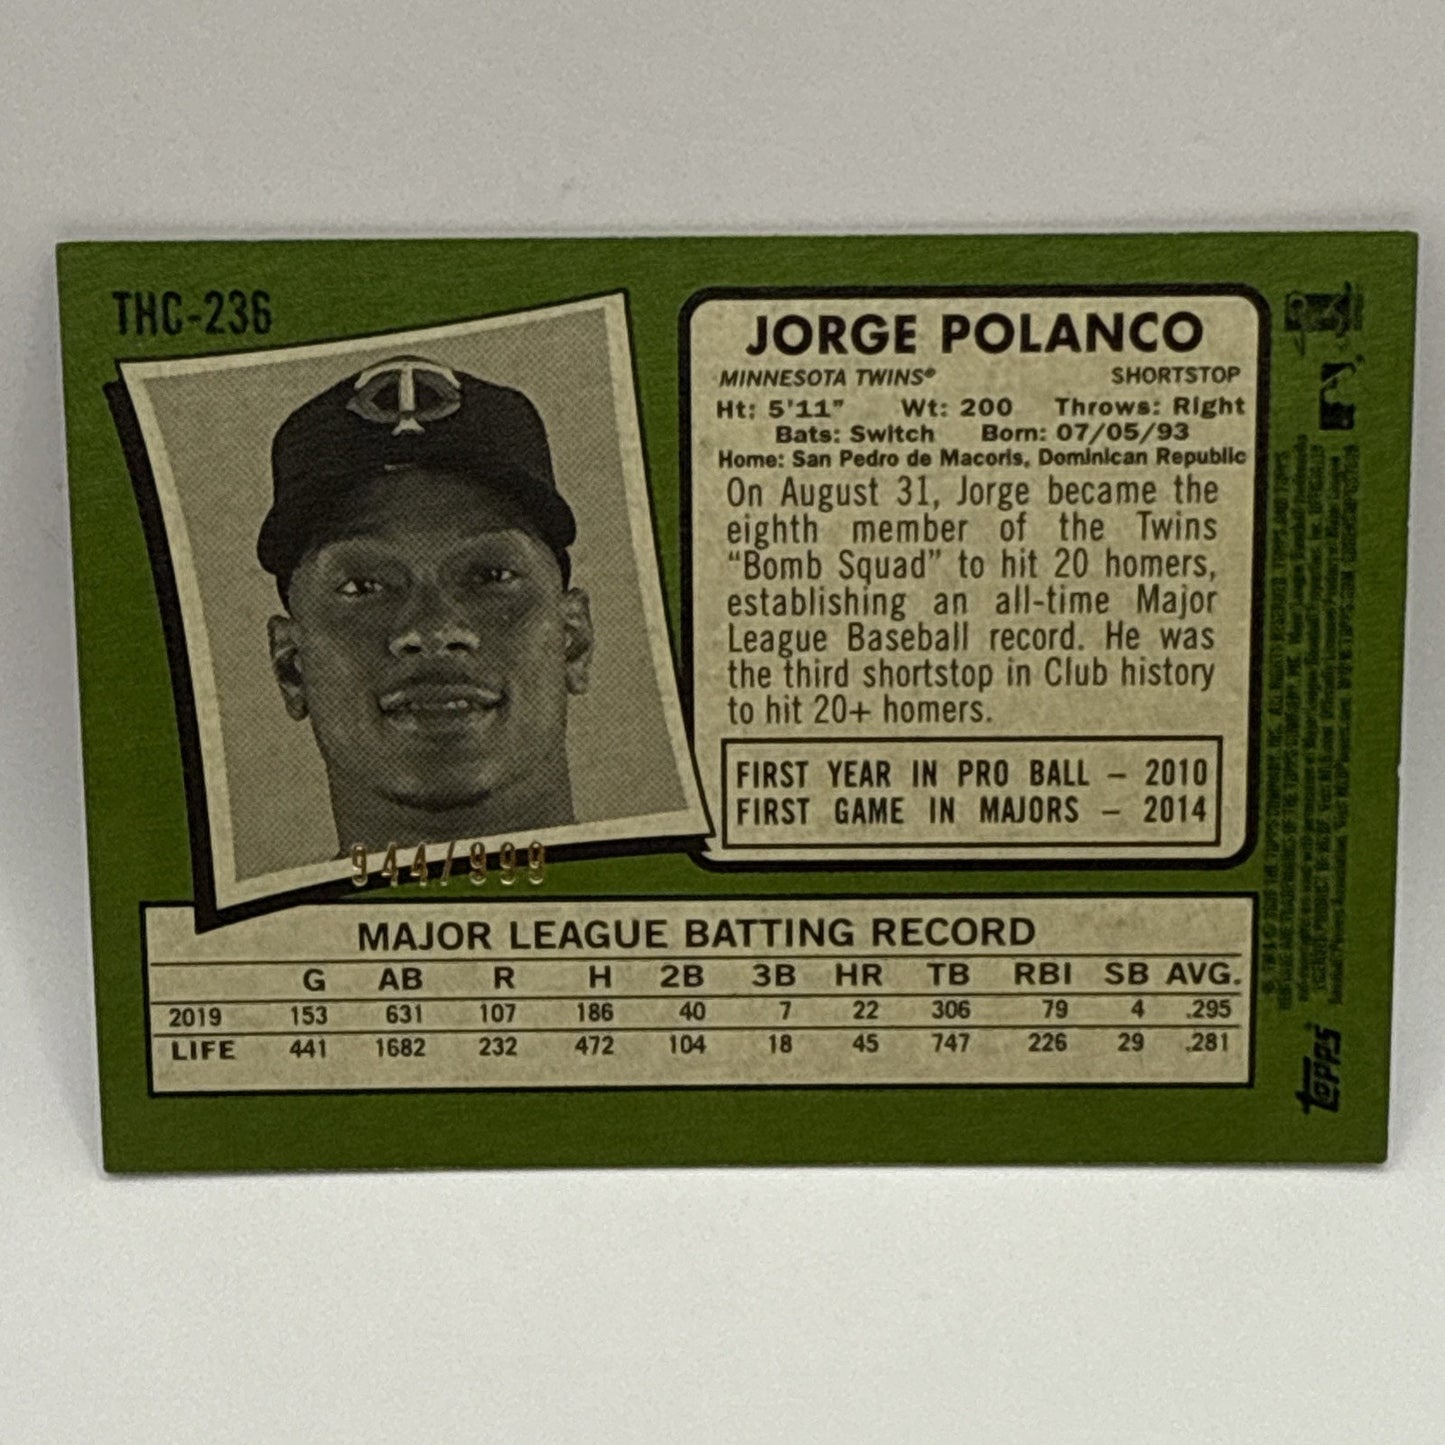 THC-236
JORGE POLANCO
MINNESOTA TWINS® SHORTSTOP
Ht: 5'11" Wt: 200 Throws: Right
Bats: Switch Born: 07/05/93
Home: San Pedro de Macoris, Dominican Republic
On August 31, Jorge became the
eighth member of the Twins
“Bomb Squad” to hit 20 homers,
establishing an all-time Major
League Baseball record. He was
the third shortstop in Club history
to hit 20+ homers.
FIRST YEAR IN PRO BALL – 2010
FIRST GAME IN MAJORS – 2014
944/999
MAJOR LEAGUE BATTING RECORD
G AB R H 2B 3B HR TB RBI SB AVG.
2019 153 631 107 186 40 7 22 306 79 4 .295
LIFE 441 1682 232 472 104 18 45 747 226 29 .281
topps